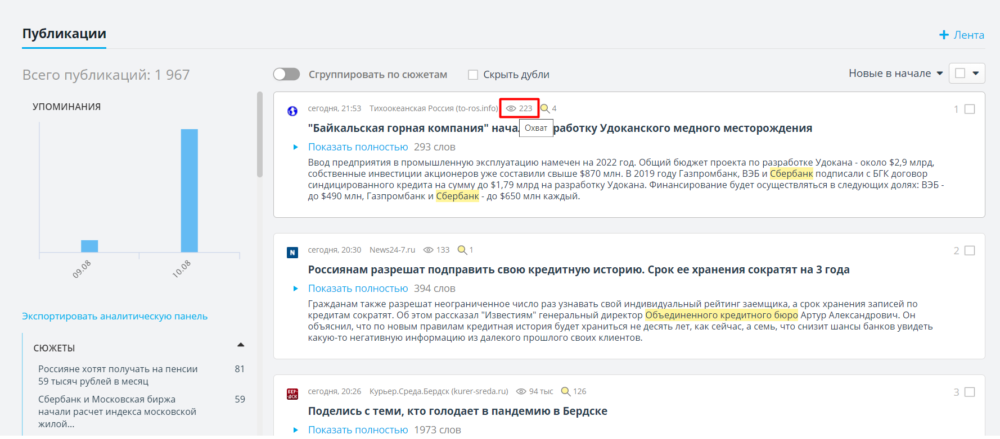 Публикации
Лента
Всего публикаций: 1 967
Сгруппировать по сюжетам
Скрыть дубли
Новые в начале
УПОМИНАНИЯ
09.08
10.08
Экспортировать аналитическую панель
СЮЖЕТЫ
Россияне хотят получать на пенсии 81
59 тысяч рублей в месяц
Сбербанк и Московская биржа 59
начали расчет индекса московской
жилой...
сегодня, 21:53 Тихоокеанская Россия (to-ros.info) 223 4 1
Охват
"Байкальская горная компания" нача работку Удоканского медного месторождения
Показать полностью 293 слов
Ввод предприятия в промышленную эксплуатацию намечен на 2022 год. Общий бюджет проекта по разработке Удокана - около $2,9 млрд,
собственные инвестиции акционеров уже составили свыше $870 млн. В 2019 году Газпромбанк, ВЭБ и Сбербанк подписали с БГК договор
синдицированного кредита на сумму до $1,79 млрд на разработку Удокана. Финансирование будет осуществляться в следующих долях: ВЭБ -
до $490 млн, Газпромбанк и Сбербанк - до $650 млн каждый.
N
сегодня, 20:30 News24-7.ru 133 1 2
Россиянам разрешат подправить свою кредитную историю. Срок ее хранения сократят на 3 года
Показать полностью 394 слов
Гражданам также разрешат неограниченное число раз узнавать свой индивидуальный рейтинг заемщика, а срок хранения записей по
кредитам сократят. Об этом рассказал "Известиям" генеральный директор Объединенного кредитного бюро Артур Александрович. Он
объяснил, что по новым правилам кредитная история будет храниться не десять лет, как сейчас, а семь, что снизит шансы банков увидеть
какую-то негативную информацию из далекого прошлого своих клиентов.
БЕР-
ДСК
сегодня, 20:26 Курьер.Среда.Бердск (kurer-sreda.ru) 94 тыс 126 3
Поделись с теми, кто голодает в пандемию в Бердске
Показать полностью 1973 слов